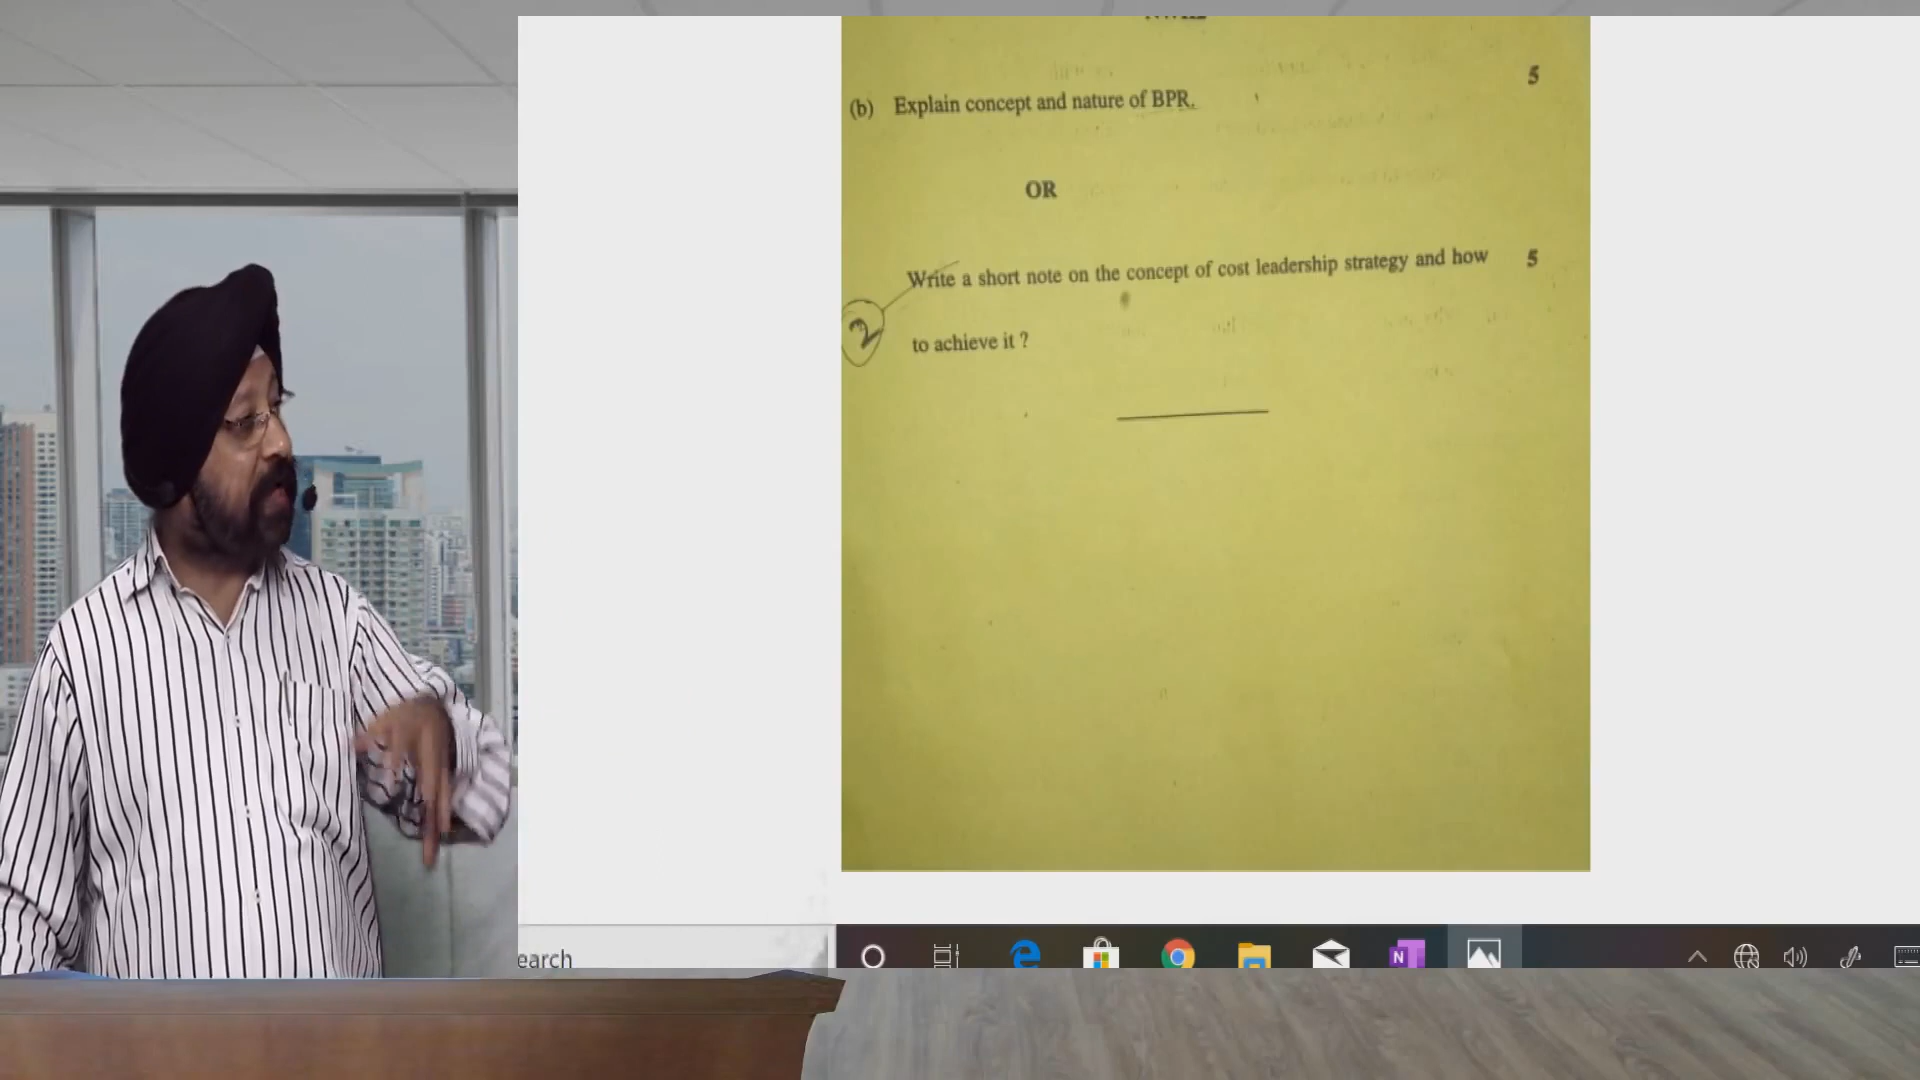 5
(b) Explain concept and nature of BPR.
OR
Write a short note on the concept of cost leadership strategy and how 5
2
to achieve it ?
earch
N